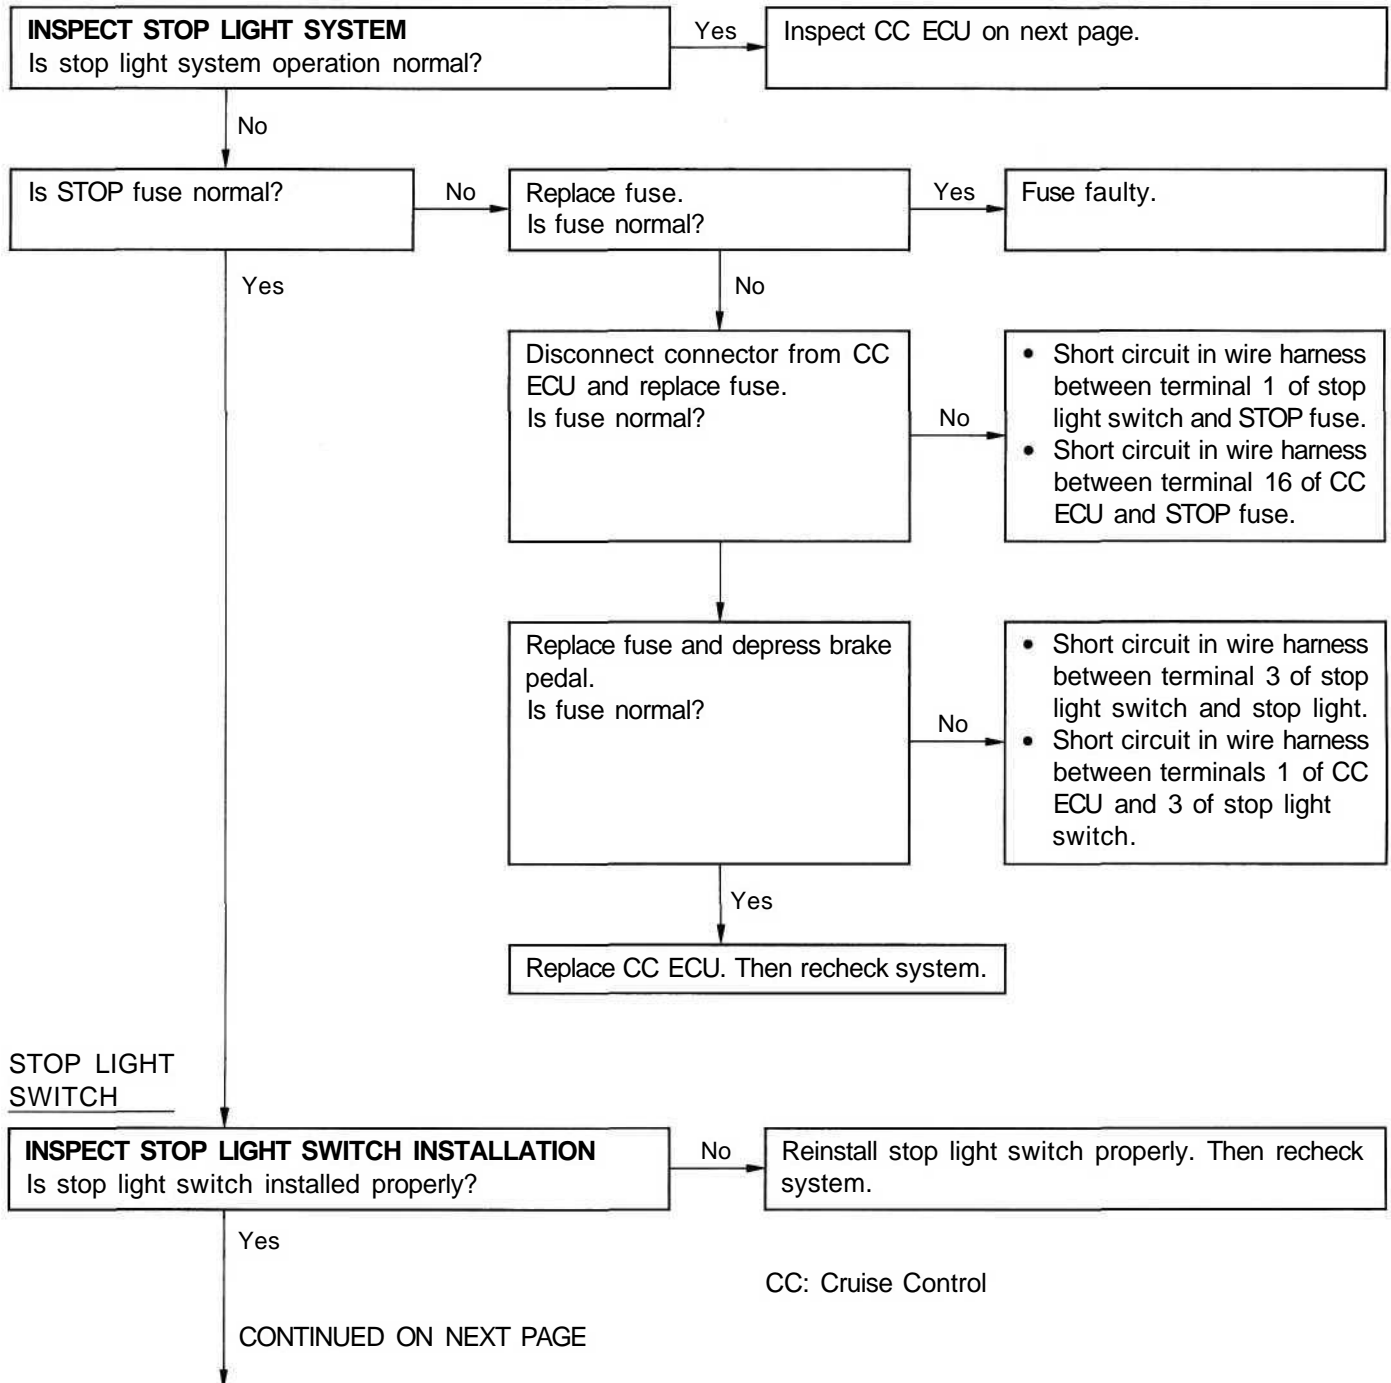 INSPECT STOP LIGHT SYSTEM
Is stop light system operation normal?
Yes
Inspect CC ECU on next page.
No
Is STOP fuse normal?
No
Replace fuse.
Is fuse normal?
Yes
Fuse faulty.
Yes
No
Disconnect connector from CC
ECU and replace fuse.
Is fuse normal?
No
• Short circuit in wire harness
between terminal 1 of stop
light switch and STOP fuse.
• Short circuit in wire harness
between terminal 16 of CC
ECU and STOP fuse.
Replace fuse and depress brake
pedal.
Is fuse normal?
No
• Short circuit in wire harness
between terminal 3 of stop
light switch and stop light.
• Short circuit in wire harness
between terminals 1 of CC
ECU and 3 of stop light
switch.
Yes
Replace CC ECU. Then recheck system.
STOP LIGHT
SWITCH
INSPECT STOP LIGHT SWITCH INSTALLATION
Is stop light switch installed properly?
No
Reinstall stop light switch properly. Then recheck
system.
Yes
CC: Cruise Control
CONTINUED ON NEXT PAGE